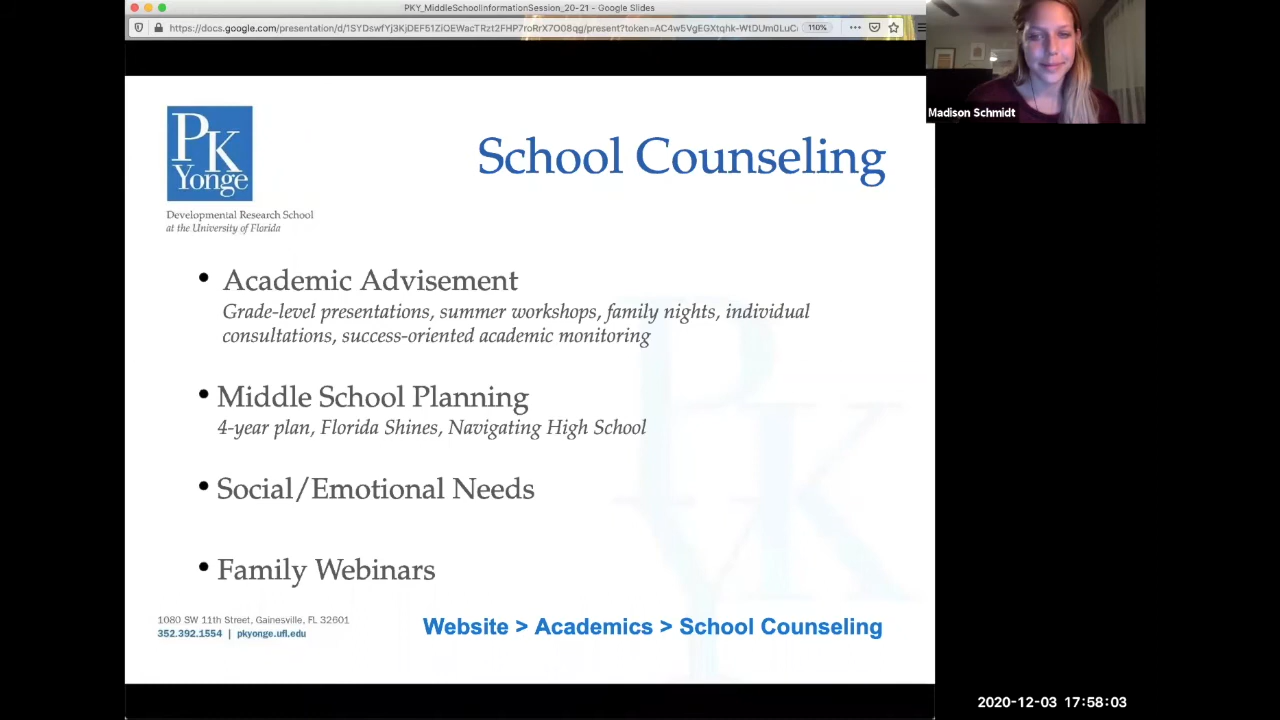 PKY_MiddleSchoolInformationSession_20-21 - Google Slides
110%
Madison Schmidt
PK
Yonge
Developmental Research School
at the University of Florida
School Counseling
• Academic Advisement
Grade-level presentations, summer workshops, family nights, individual
consultations, success-oriented academic monitoring
• Middle School Planning
4-year plan, Florida Shines, Navigating High School
• Social/Emotional Needs
• Family Webinars
1080 SW 11th Street, Gainesville, FL 32601
352.392.1554 | pkyonge.ufl.edu
Website > Academics > School Counseling
2020-12-03 17:58:03